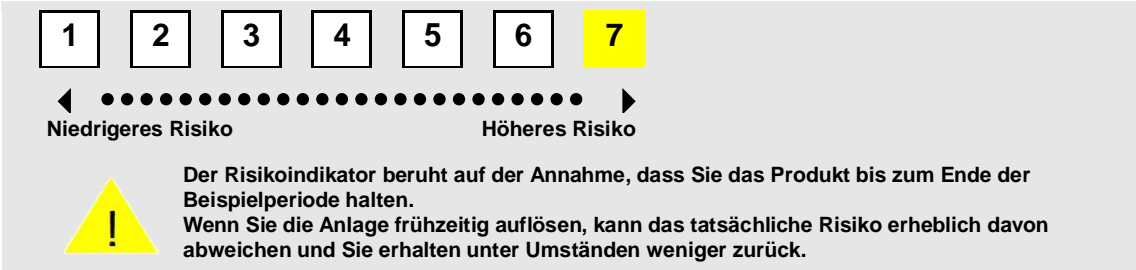 1 2 3 4 5 6 7
Niedrigeres Risiko Höheres Risiko
!
Der Risikoindikator beruht auf der Annahme, dass Sie das Produkt bis zum Ende der
Beispielperiode halten.
Wenn Sie die Anlage frühzeitig auflösen, kann das tatsächliche Risiko erheblich davon
abweichen und Sie erhalten unter Umständen weniger zurück.